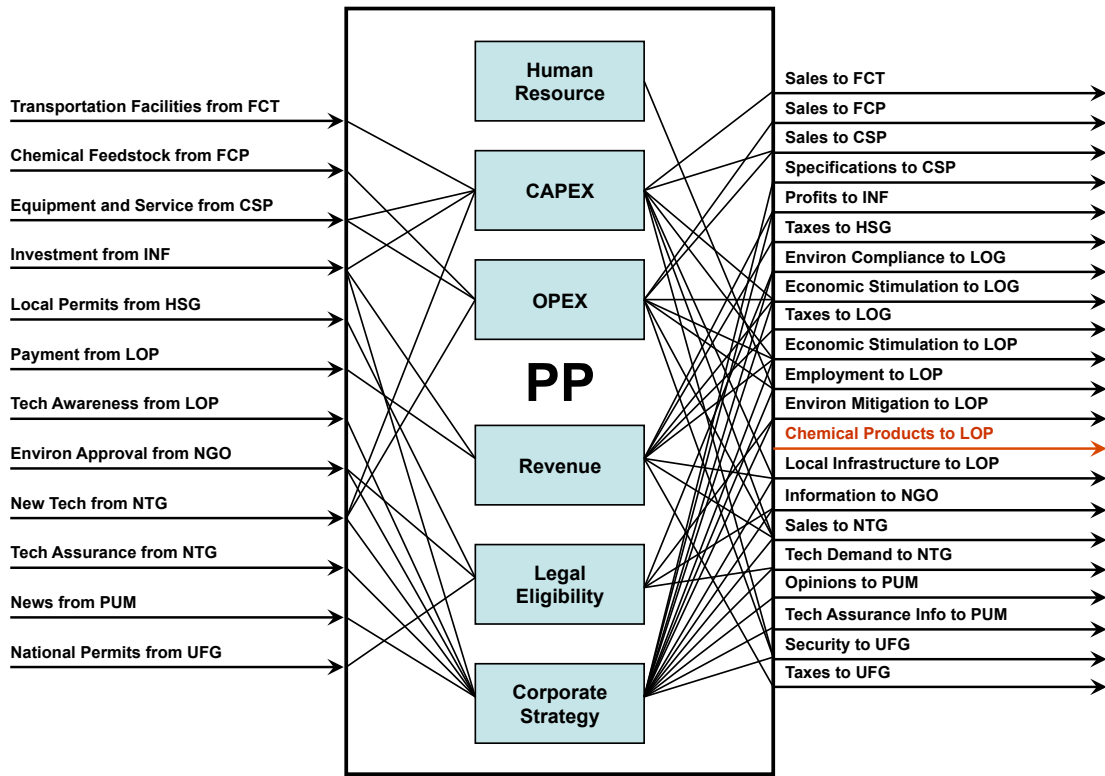 Transportation Facilities from FCT
Chemical Feedstock from FCP
Equipment and Service from CSP
Investment from INF
Local Permits from HSG
Payment from LOP
Tech Awareness from LOP
Environ Approval from NGO
New Tech from NTG
Tech Assurance from NTG
News from PUM
National Permits from UFG
Human
Resource
CAPEX
OPEX
PP
Revenue
Legal
Eligibility
Corporate
Strategy
Sales to FCT
Sales to FCP
Sales to CSP
Specifications to CSP
Profits to INF
Taxes to HSG
Environ Compliance to LOG
Economic Stimulation to LOG
Taxes to LOG
Economic Stimulation to LOP
Employment to LOP
Environ Mitigation to LOP
Chemical Products to LOP
Local Infrastructure to LOP
Information to NGO
Sales to NTG
Tech Demand to NTG
Opinions to PUM
Tech Assurance Info to PUM
Security to UFG
Taxes to UFG